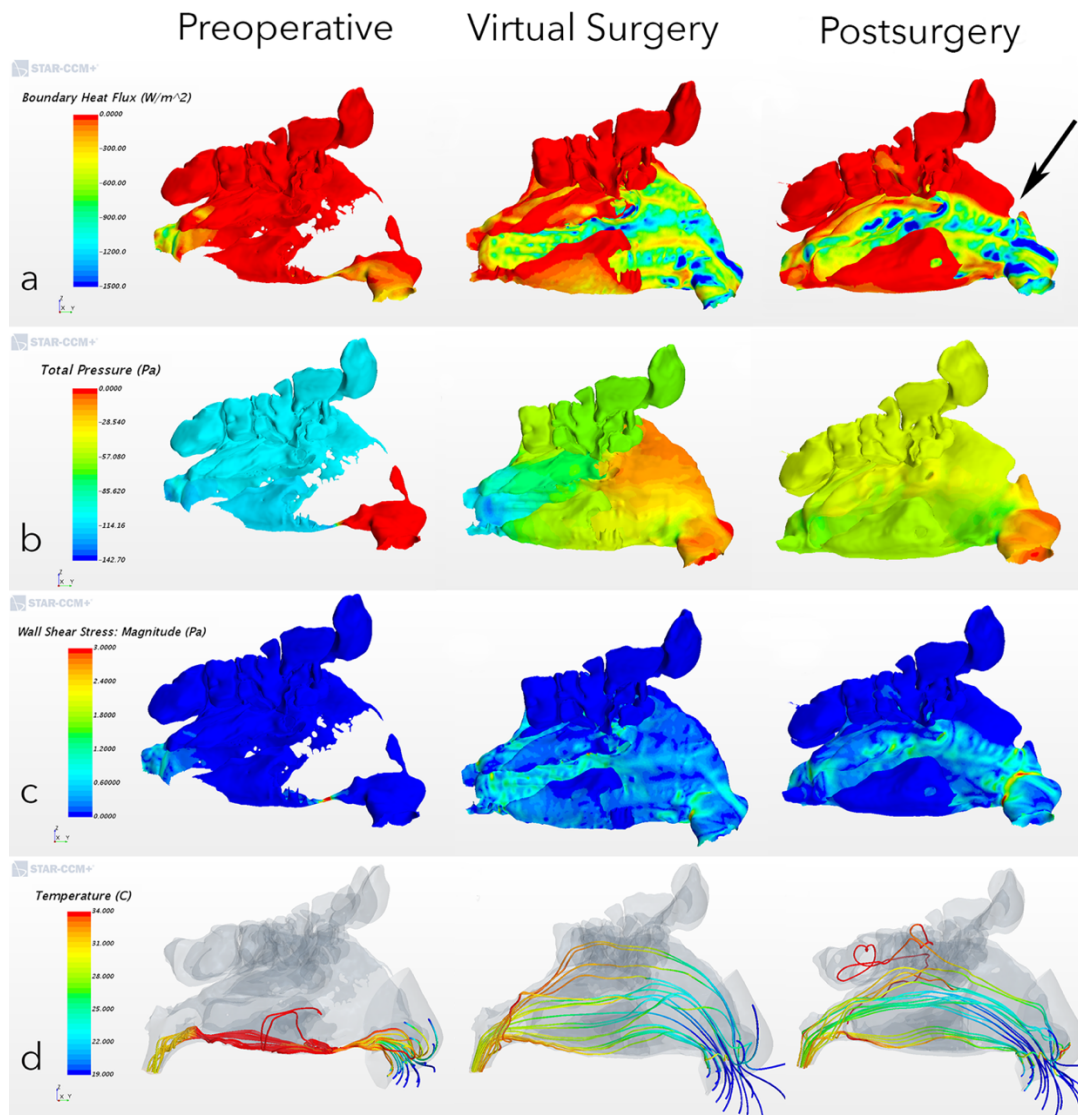 Preoperative Virtual Surgery Postsurgery
STAR-CCM+
Boundary Heat Flux (W/m^2)
0.0000
-300.00
-600.00
-900.00
-1200.0
-1500.0
a
Z
X Y
STAR-CCM+
Total Pressure (Pa)
0.0000
-28.540
-57.080
-85.620
-114.16
-142.70
b
Z
X Y
STAR-CCM+
Wall Shear Stress: Magnitude (Pa)
3.0000
2.4000
1.8000
1.2000
0.60000
0.0000
c
Z
X Y
STAR-CCM+
Temperature (C)
34.000
31.000
28.000
25.000
22.000
19.000
d
Z
X Y